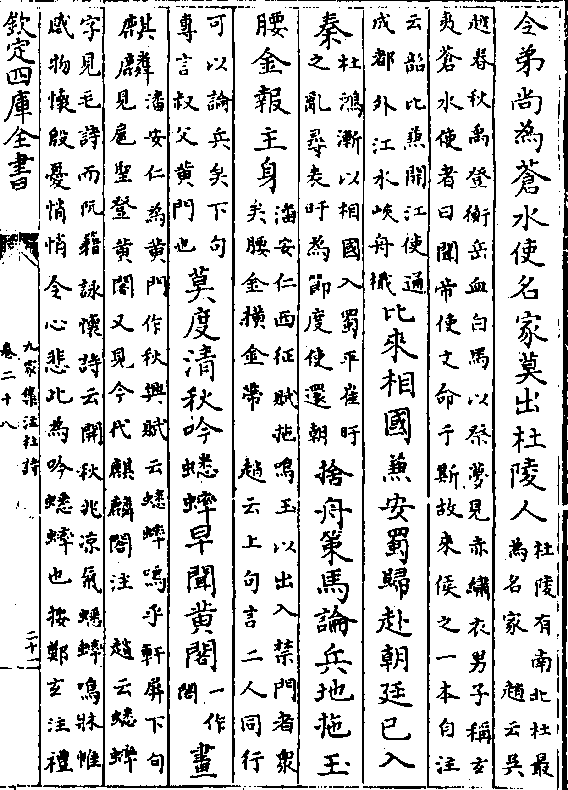 令弟尚為蒼水使名家莫出杜陵人杜陵有南北杜最為名家 趙云吳
越春秋禹登衡岳血白馬以祭夢見赤繡衣男子稱玄
夷蒼水使者曰聞帝使文命于斯故來俟之一本自注
云韶比兼開江使通
成都外江水峽舟檝比來相國兼安蜀歸赴朝廷已入
秦杜鴻漸以相國入蜀平崔旰
之亂尋表旰為節度使還朝捨舟策馬論兵地拖玉
腰金報主身潘安仁西征賦拖鳴玉以出入禁門者衆
矣腰金橫金帶 趙云上句言二人同行
可以論兵矣下句
專言叔父黄門也莫度清秋吟蟋蟀早聞黄閣一作閤畫
麒麟潘安仁為黄門作秋興賦云蟋蟀鳴乎軒屏下句
麒麟見扈聖登黄閣又見今代麒麟閣注 趙云蟋蟀
字見毛詩而阮籍詠懷詩云開秋兆凉氣蟋蟀鳴牀帷
感物懷殷憂悄悄令心悲此為吟蟋蟀也按鄭玄注禮
欽定四庫全書
九家集注杜詩
卷二十八
二十一